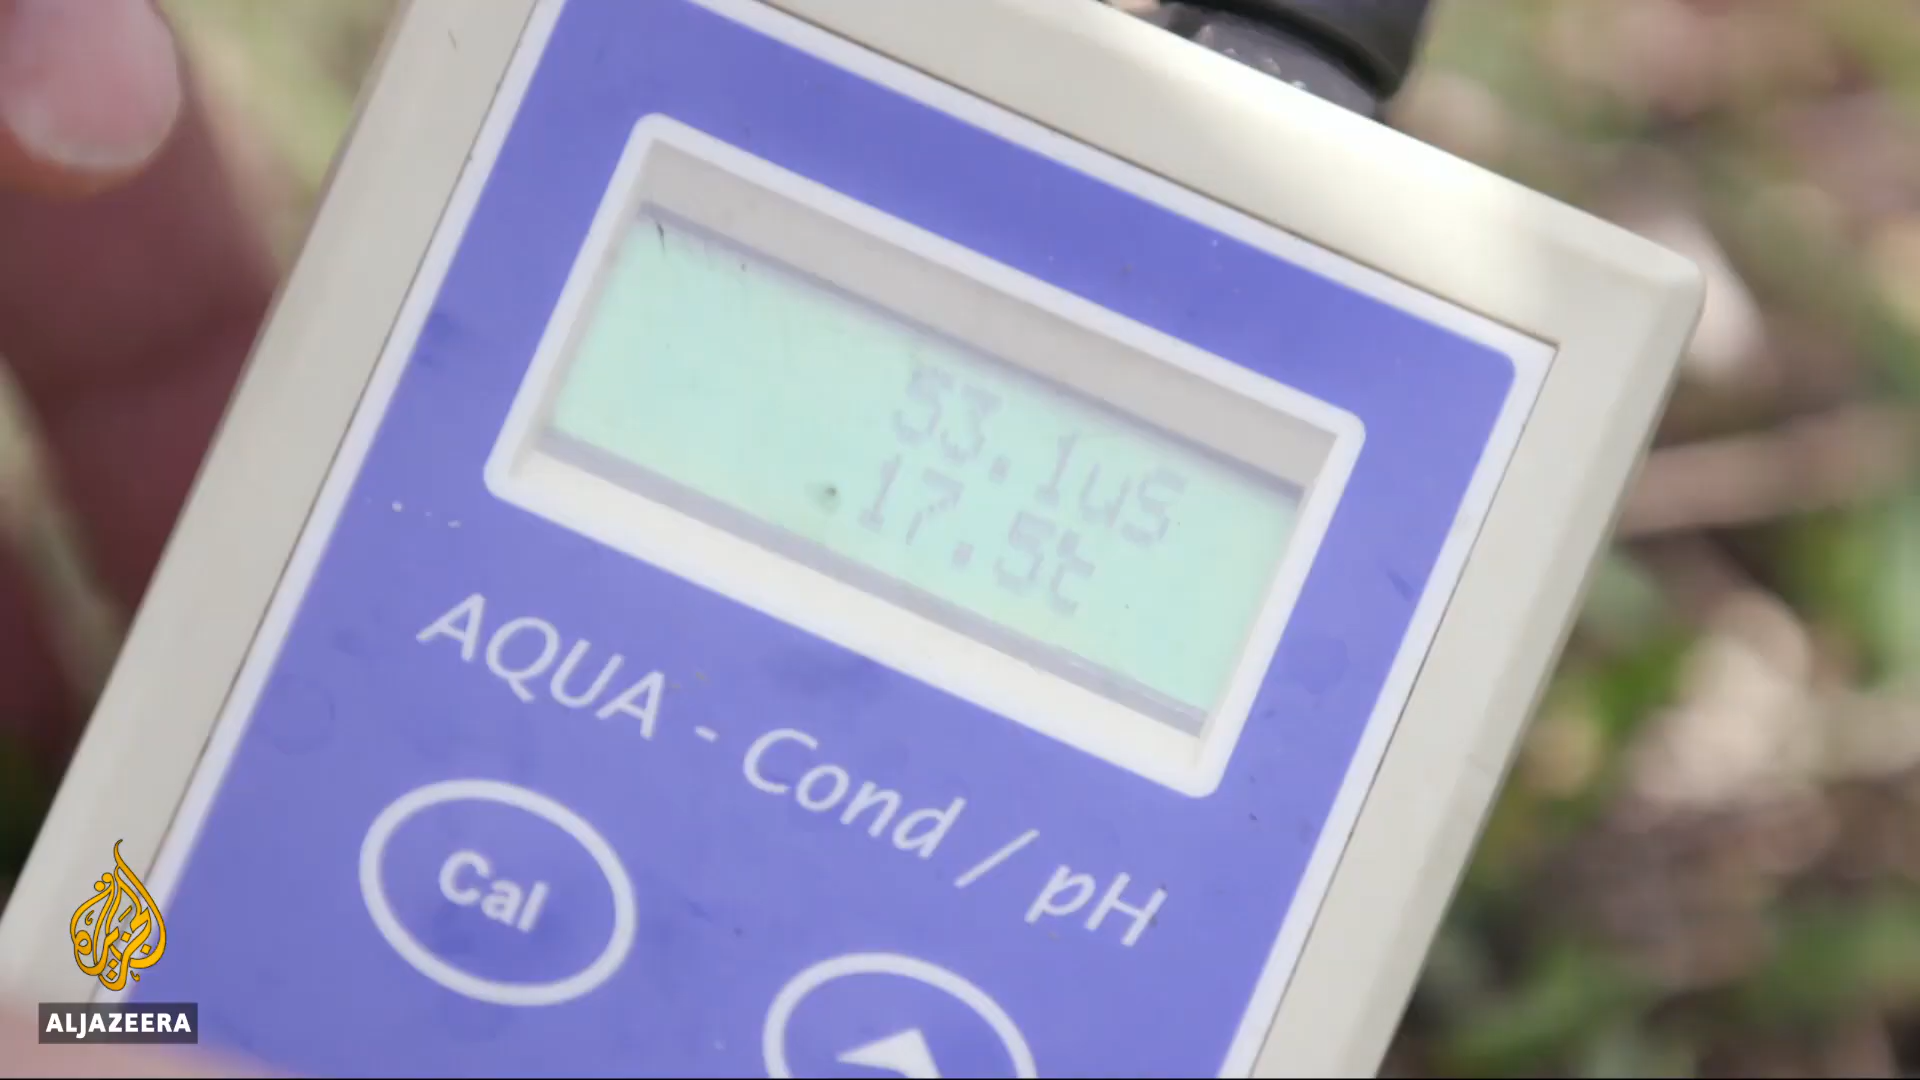 53.1uS
17.5t
AQUA - Cond / pH
Cal
ALJAZEERA